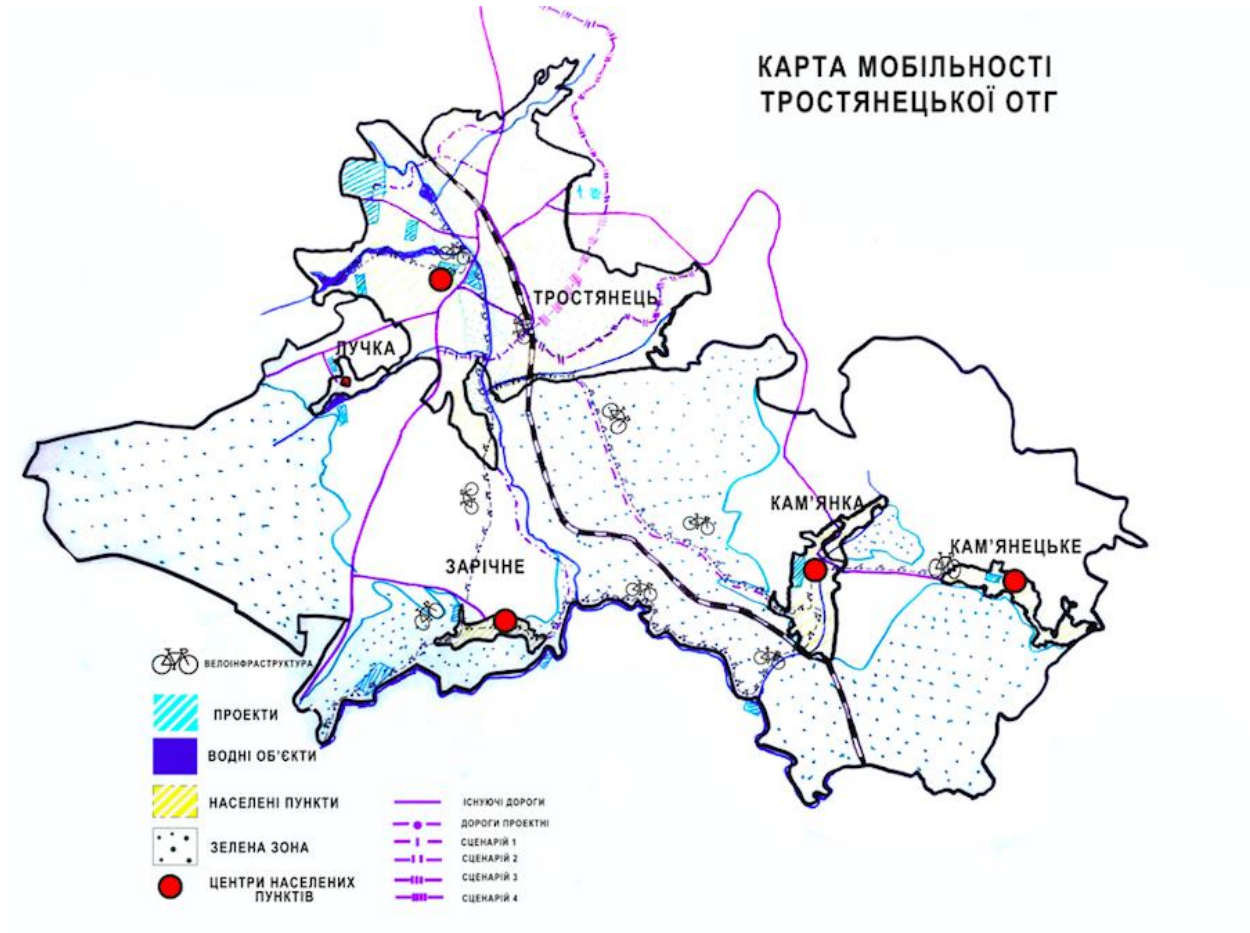 КАРТА МОБІЛЬНОСТІ
ТРОСТЯНЕЦЬКОЇ ОТГ
ТРОСТЯНЕЦЬ
ЛУЧКА
КАМ'ЯНКА
КАМ'ЯНЕЦЬКЕ
ЗАРІЧНЕ
ВЕЛОІНФРАСТРУКТУРА
ПРОЕКТИ
ВОДНІ ОБ'ЄКТИ
НАСЕЛЕНІ ПУНКТИ
ЗЕЛЕНА ЗОНА
ЦЕНТРИ НАСЕЛЕНИХ
ПУНКТІВ
ІСНУЮЧІ ДОРОГИ
ДОРОГИ ПРОЕКТНІ
СЦЕНАРІЙ 1
СЦЕНАРІЙ 2
СЦЕНАРІЙ 3
СЦЕНАРІЙ 4